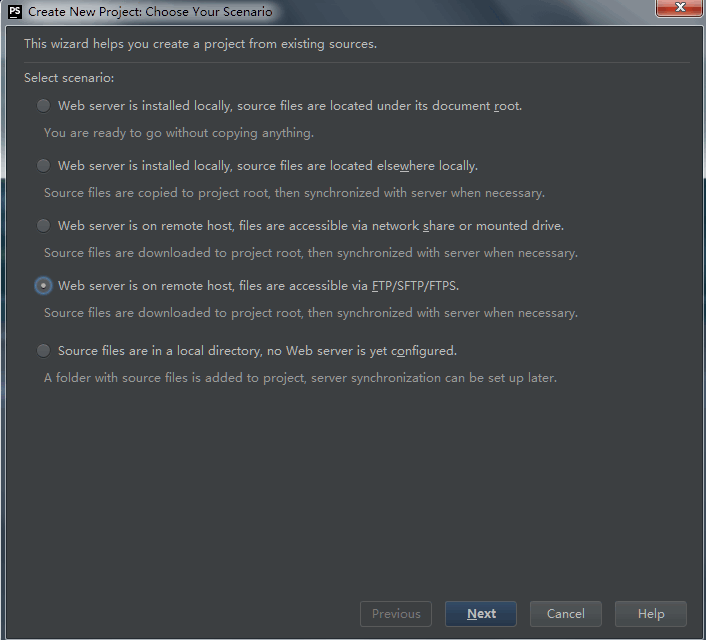 PS Create New Project: Choose Your Scenario
This wizard helps you create a project from existing sources.
Select scenario:
Web server is installed locally, source files are located under its document root.
You are ready to go without copying anything.
Web server is installed locally, source files are located elsewhere locally.
Source files are copied to project root, then synchronized with server when necessary.
Web server is on remote host, files are accessible via network share or mounted drive.
Source files are downloaded to project root, then synchronized with server when necessary.
Web server is on remote host, files are accessible via FTP/SFTP/FTPS.
Source files are downloaded to project root, then synchronized with server when necessary.
Source files are in a local directory, no Web server is yet configured.
A folder with source files is added to project, server synchronization can be set up later.
Previous Next Cancel Help